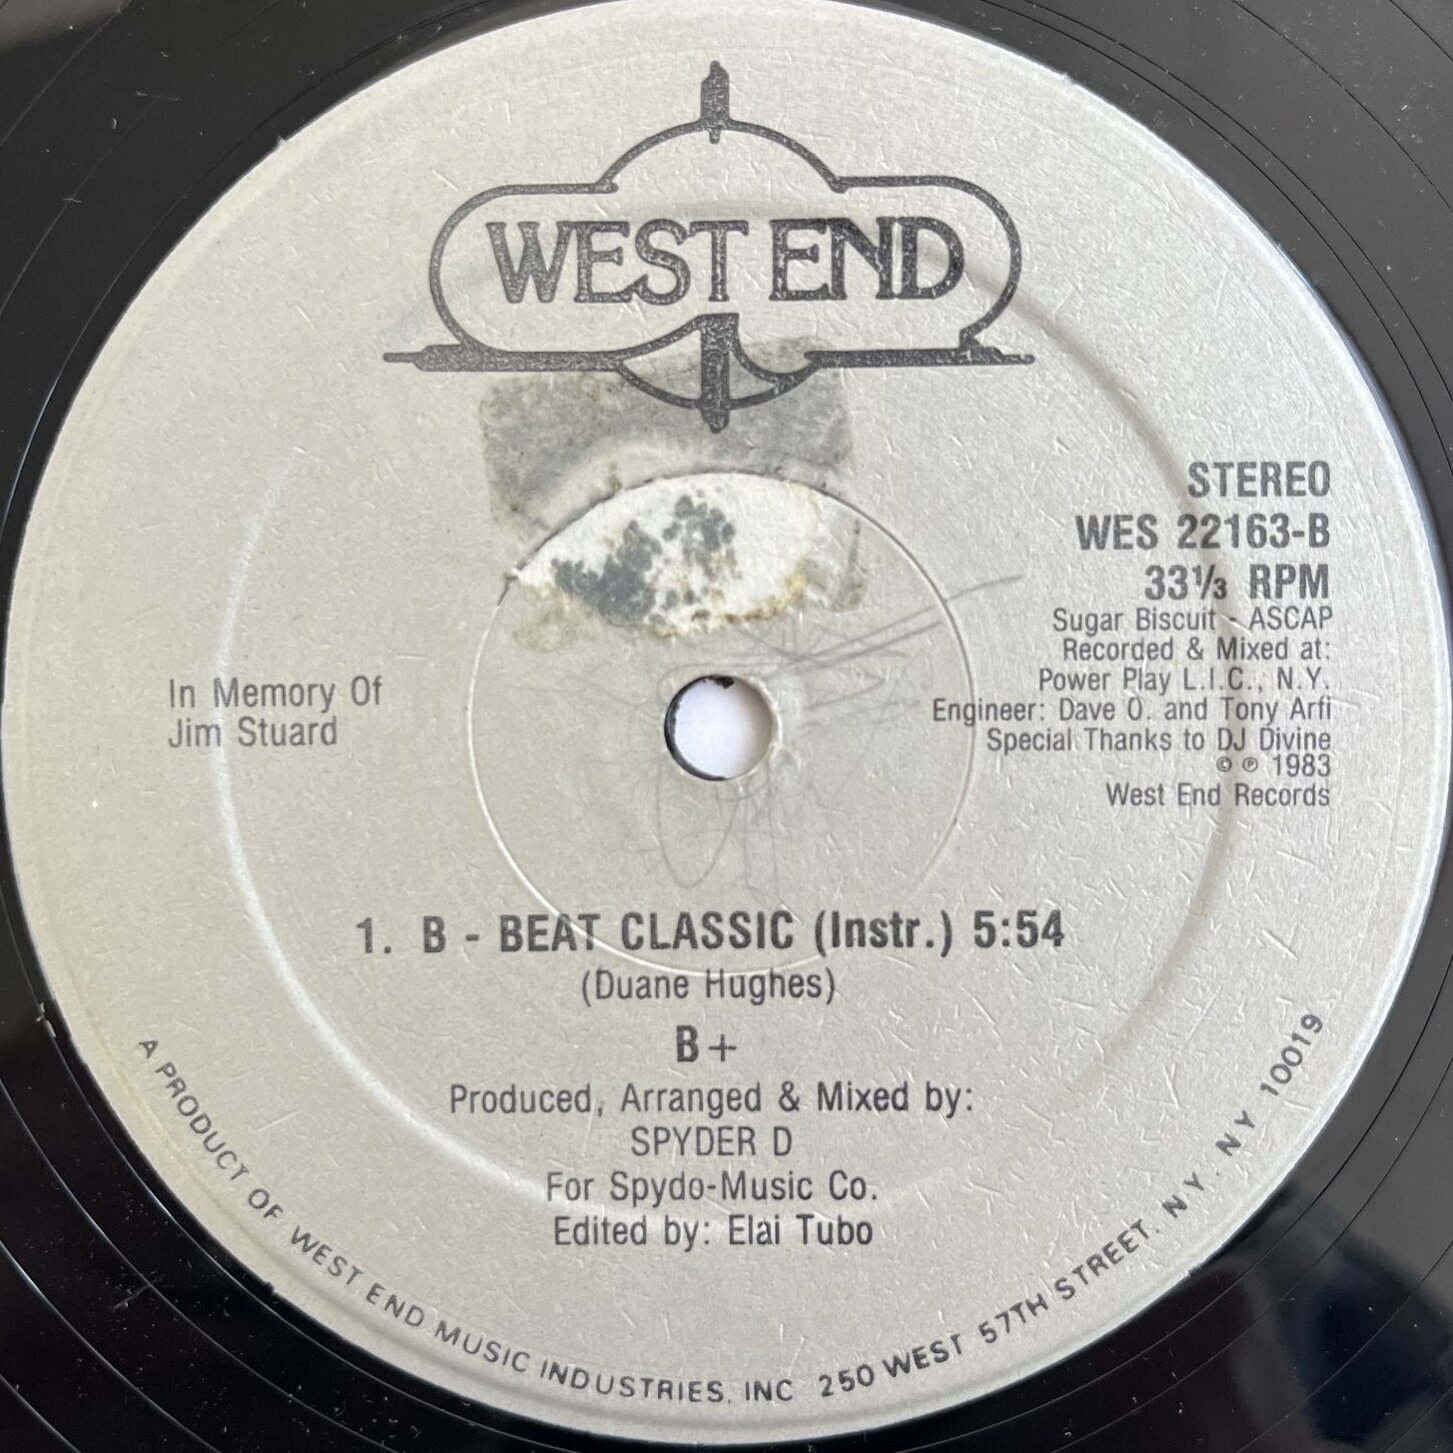 WEST END
STEREO
WES 22163-B
33⅓ RPM
Sugar Biscuit - ASCAP
Recorded & Mixed at:
Power Play L.I.C., N.Y.
Engineer: Dave O. and Tony Arfi
Special Thanks to DJ Divine
© ℗ 1983
West End Records
In Memory Of
Jim Stuard
1. B - BEAT CLASSIC (Instr.) 5:54
(Duane Hughes)
B+
Produced, Arranged & Mixed by:
SPYDER D
For Spydo-Music Co.
Edited by: Elai Tubo
A PRODUCT OF WEST END MUSIC INDUSTRIES, INC 250 WEST 57TH STREET. N Y. N Y 10019